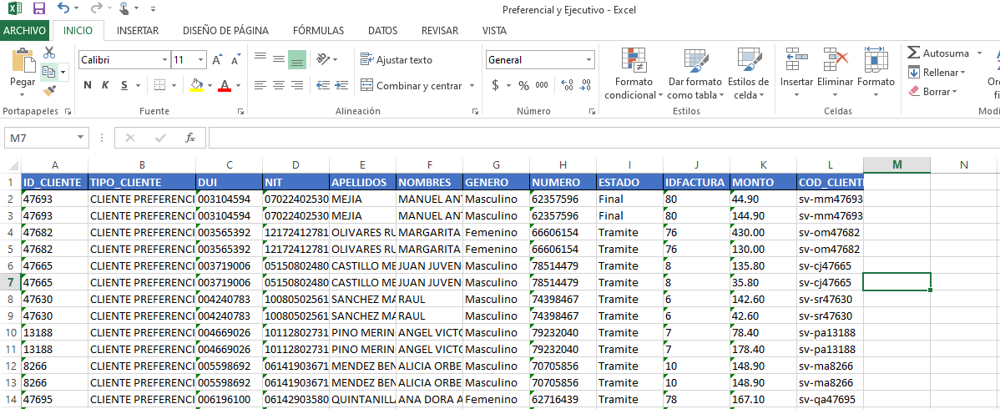 Preferencial y Ejecutivo - Excel
ARCHIVO INICIO INSERTAR DISEÑO DE PÁGINA FÓRMULAS DATOS REVISAR VISTA
Calibri 11 Ajustar texto General Autosuma
Pegar Formato condicional Dar formato como tabla Estilos de celda Insertar Eliminar Formato Rellenar
N K S A Combinar y centrar $ % 000 Borrar
Portapapeles Fuente Alineación Número Estilos Celdas
M7 fx
A B C D E F G H I J K L M N
1 ID_CLIENTE TIPO_CLIENTE DUI NIT APELLIDOS NOMBRES GENERO NUMERO ESTADO IDFACTURA MONTO COD_CLIENT
2 47693 CLIENTE PREFERENCI 003104594 07022402530 MEJIA MANUEL ANT Masculino 62357596 Final 80 44.90 sv-mm47693
3 47693 CLIENTE PREFERENCI 003104594 07022402530 MEJIA MANUEL ANT Masculino 62357596 Final 80 144.90 sv-mm47693
4 47682 CLIENTE PREFERENCI 003565392 12172412781 OLIVARES RU MARGARITA Femenino 66606154 Tramite 76 430.00 sv-om47682
5 47682 CLIENTE PREFERENCI 003565392 12172412781 OLIVARES RU MARGARITA Femenino 66606154 Tramite 76 130.00 sv-om47682
6 47665 CLIENTE PREFERENCI 003719006 05150802480 CASTILLO ME JUAN JUVEN Masculino 78514479 Tramite 8 135.80 sv-cj47665
7 47665 CLIENTE PREFERENCI 003719006 05150802480 CASTILLO ME JUAN JUVEN Masculino 78514479 Tramite 8 35.80 sv-cj47665
8 47630 CLIENTE PREFERENCI 004240783 10080502561 SANCHEZ MA RAUL Masculino 74398467 Tramite 6 142.60 sv-sr47630
9 47630 CLIENTE PREFERENCI 004240783 10080502561 SANCHEZ MA RAUL Masculino 74398467 Tramite 6 42.60 sv-sr47630
10 13188 CLIENTE PREFERENCI 004669026 10112802731 PINO MERIN ANGEL VICTO Masculino 79232040 Tramite 7 78.40 sv-pa13188
11 13188 CLIENTE PREFERENCI 004669026 10112802731 PINO MERIN ANGEL VICTO Masculino 79232040 Tramite 7 178.40 sv-pa13188
12 8266 CLIENTE PREFERENCI 005598692 06141903671 MENDEZ BEN ALICIA ORBE Masculino 70705856 Tramite 10 148.90 sv-ma8266
13 8266 CLIENTE PREFERENCI 005598692 06141903671 MENDEZ BEN ALICIA ORBE Masculino 70705856 Tramite 10 148.90 sv-ma8266
14 47695 CLIENTE PREFERENCI 006196100 06142903580 QUINTANILLA ANA DORA A Femenino 62716439 Tramite 78 167.10 sv-qa47695